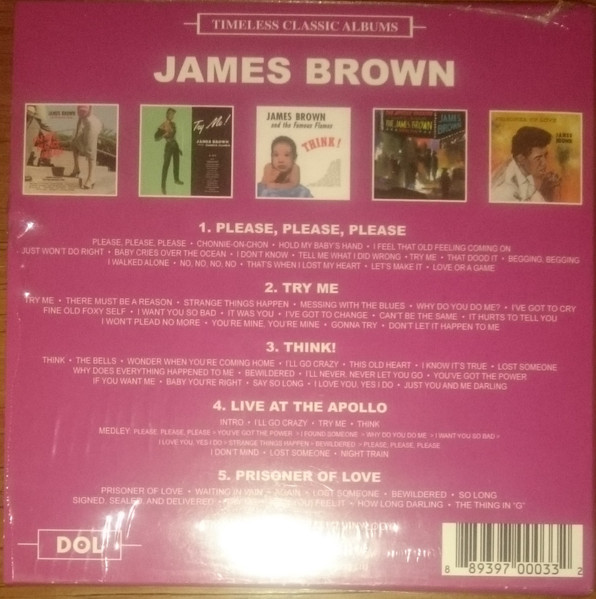 TIMELESS CLASSIC ALBUMS
JAMES BROWN
Try Me!
JAMES BROWN
and the Famous Flames
THINK!
PRISONER OF LOVE
JAMES
BROWN
1. PLEASE, PLEASE, PLEASE
PLEASE, PLEASE, PLEASE • CHONNIE-ON-CHON • HOLD MY BABY'S HAND • I FEEL THAT OLD FEELING COMING ON
JUST WON'T DO RIGHT • BABY CRIES OVER THE OCEAN • I DON'T KNOW • TELL ME WHAT I DID WRONG • TRY ME • THAT DOOD IT • BEGGING, BEGGING
I WALKED ALONE • NO, NO, NO, NO • THAT'S WHEN I LOST MY HEART • LET'S MAKE IT • LOVE OR A GAME
2. TRY ME
TRY ME • THERE MUST BE A REASON • STRANGE THINGS HAPPEN • MESSING WITH THE BLUES • WHY DO YOU DO ME? • I'VE GOT TO CRY
FINE OLD FOXY SELF • I WANT YOU SO BAD • IT WAS YOU • I'VE GOT TO CHANGE • CAN'T BE THE SAME • IT HURTS TO TELL YOU
I WON'T PLEAD NO MORE • YOU'RE MINE, YOU'RE MINE • GONNA TRY • DON'T LET IT HAPPEN TO ME
3. THINK!
THINK • THE BELLS • WONDER WHEN YOU'RE COMING HOME • I'LL GO CRAZY • THIS OLD HEART • I KNOW IT'S TRUE • LOST SOMEONE
WHY DOES EVERYTHING HAPPENED TO ME • BEWILDERED • I'LL NEVER, NEVER LET YOU GO • YOU'VE GOT THE POWER
IF YOU WANT ME • BABY YOU'RE RIGHT • SAY SO LONG • I LOVE YOU, YES I DO • JUST YOU AND ME DARLING
4. LIVE AT THE APOLLO
INTRO • I'LL GO CRAZY • TRY ME • THINK
MEDLEY: PLEASE, PLEASE, PLEASE > YOU'VE GOT THE POWER > I FOUND SOMEONE > WHY DO YOU DO ME > I WANT YOU SO BAD >
I LOVE YOU, YES I DO > STRANGE THINGS HAPPEN > BEWILDERED > PLEASE, PLEASE, PLEASE
I DON'T MIND • LOST SOMEONE • NIGHT TRAIN
5. PRISONER OF LOVE
PRISONER OF LOVE • WAITING IN VAIN • AGAIN • LOST SOMEONE • BEWILDERED • SO LONG
SIGNED, SEALED, AND DELIVERED • FEEL IT • HOW LONG DARLING • THE THING IN "G"
DOL
8 89397 00033 2